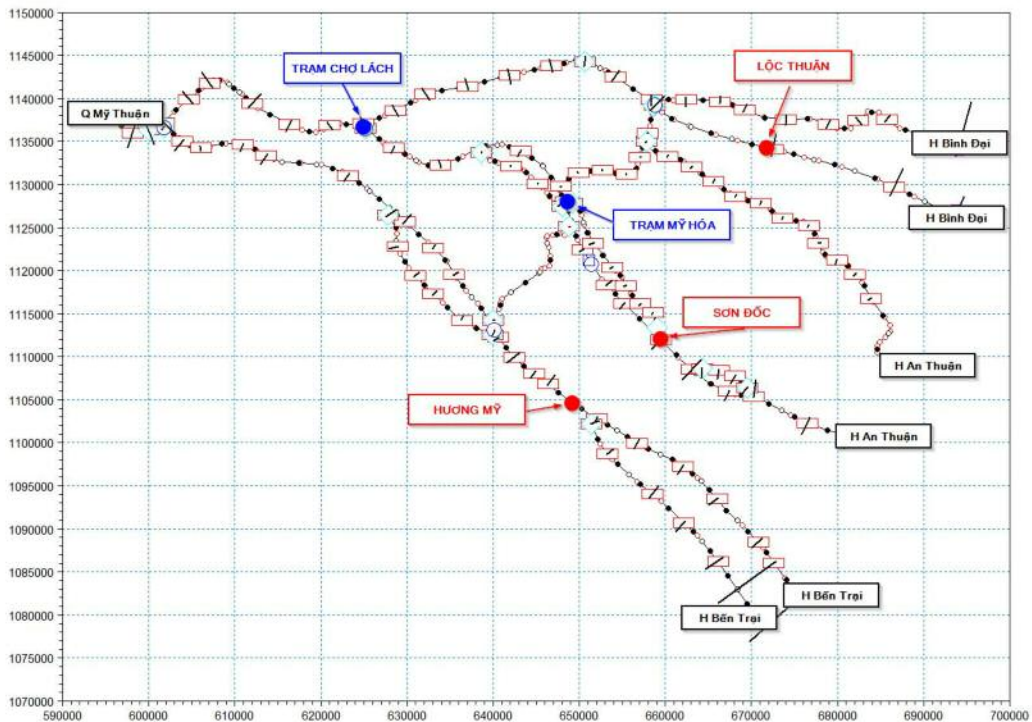 1150000
1145000
1140000
1135000
1130000
1125000
1120000
1115000
1110000
1105000
1100000
1095000
1090000
1085000
1080000
1075000
1070000
TRẠM CHỢ LÁCH
LỘC THUẬN
Q Mỹ Thuận
H Bình Đại
H Bình Đại
TRẠM MỸ HÓA
SƠN ĐỐC
H An Thuận
HƯƠNG MỸ
H An Thuận
H Bến Trại
H Bến Trại
590000 600000 610000 620000 630000 640000 650000 660000 670000 680000 690000 700000